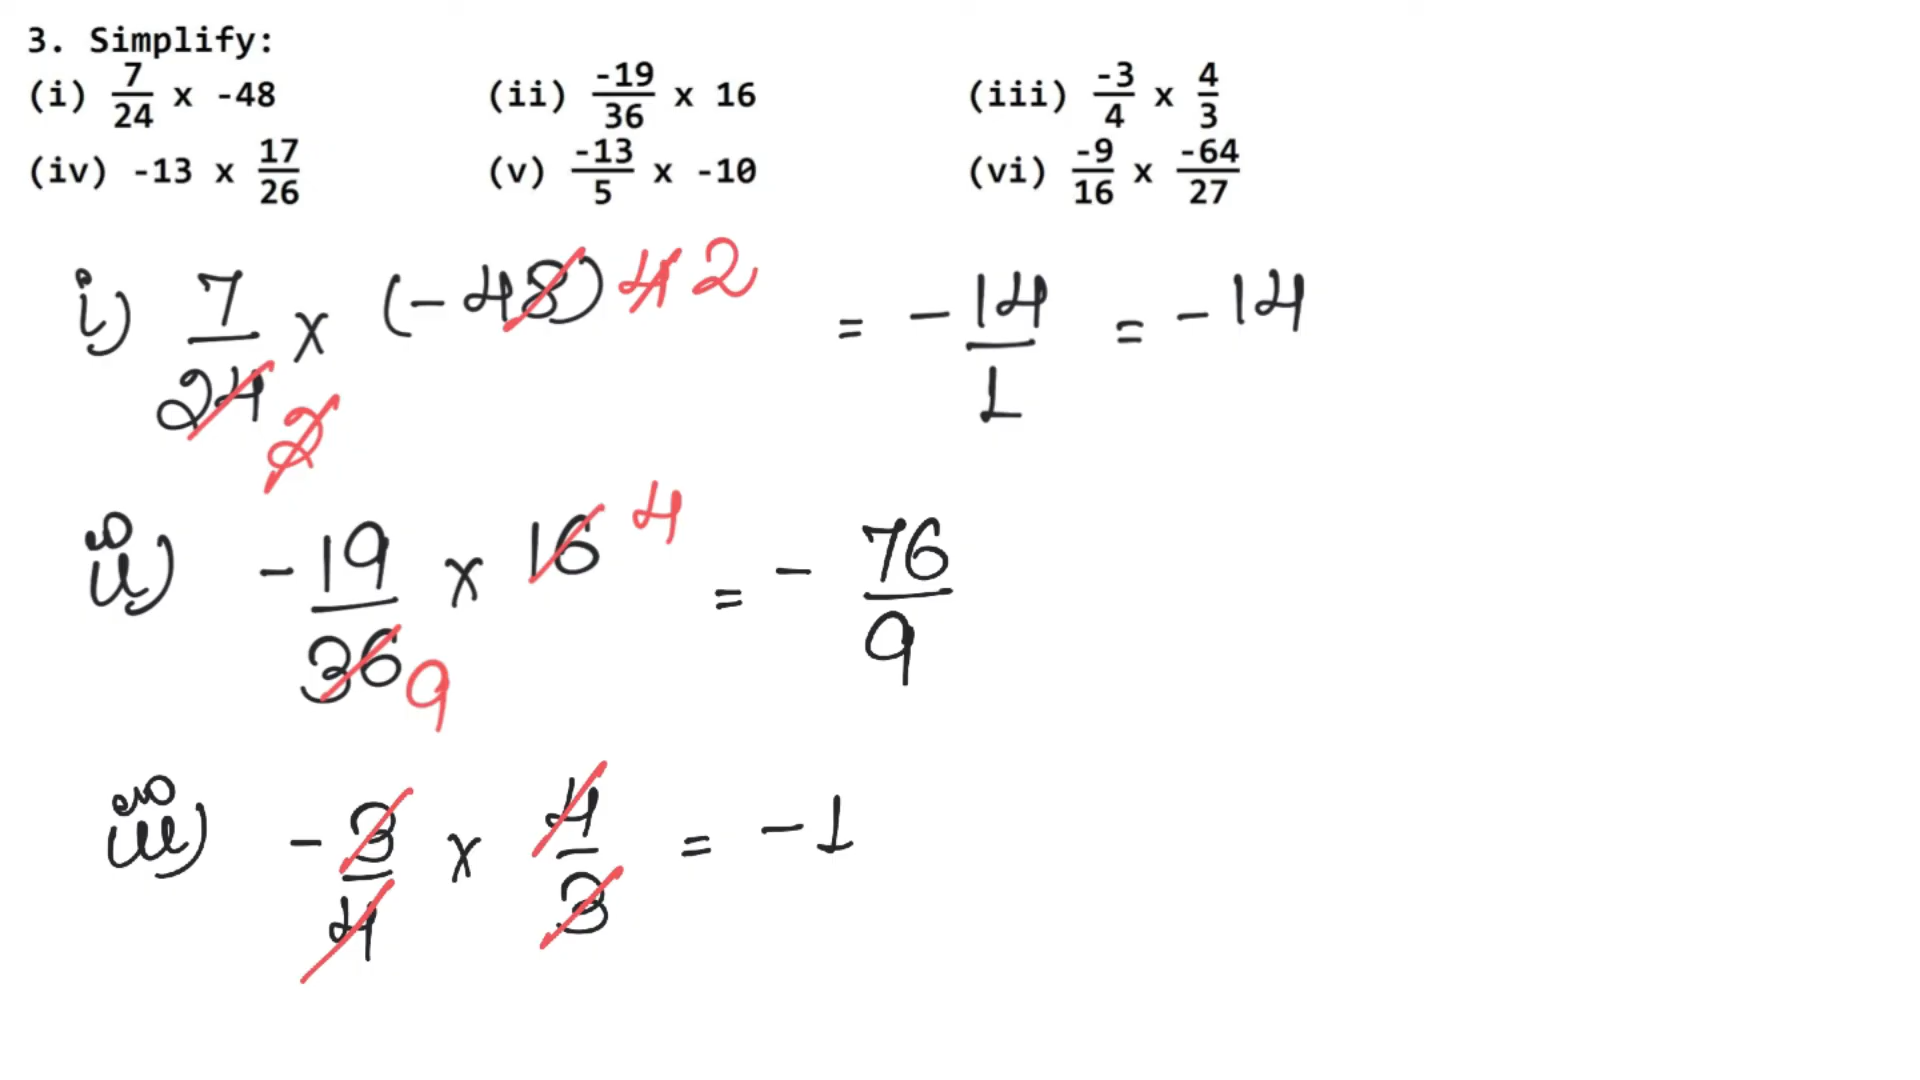 3. Simplify:
(i) 7/24 x -48 (ii) -19/36 x 16 (iii) -3/4 x 4/3
(iv) -13 x 17/26 (v) -13/5 x -10 (vi) -9/16 x -64/27
i) 7/24 x (-48) 4 2 2 = -14/1 = -14
ii) -19/36 x 16 4 9 = -76/9
iii) -3/4 x 4/3 = -1